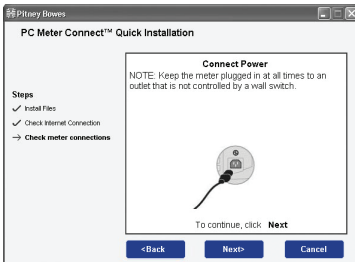 Pitney Bowes
PC Meter Connect™ Quick Installation
Connect Power
NOTE: Keep the meter plugged in at all times to an
outlet that is not controlled by a wall switch.
Steps
Install Files
Check Internet Connection
Check meter connections
To continue, click Next
<Back
Next>
Cancel